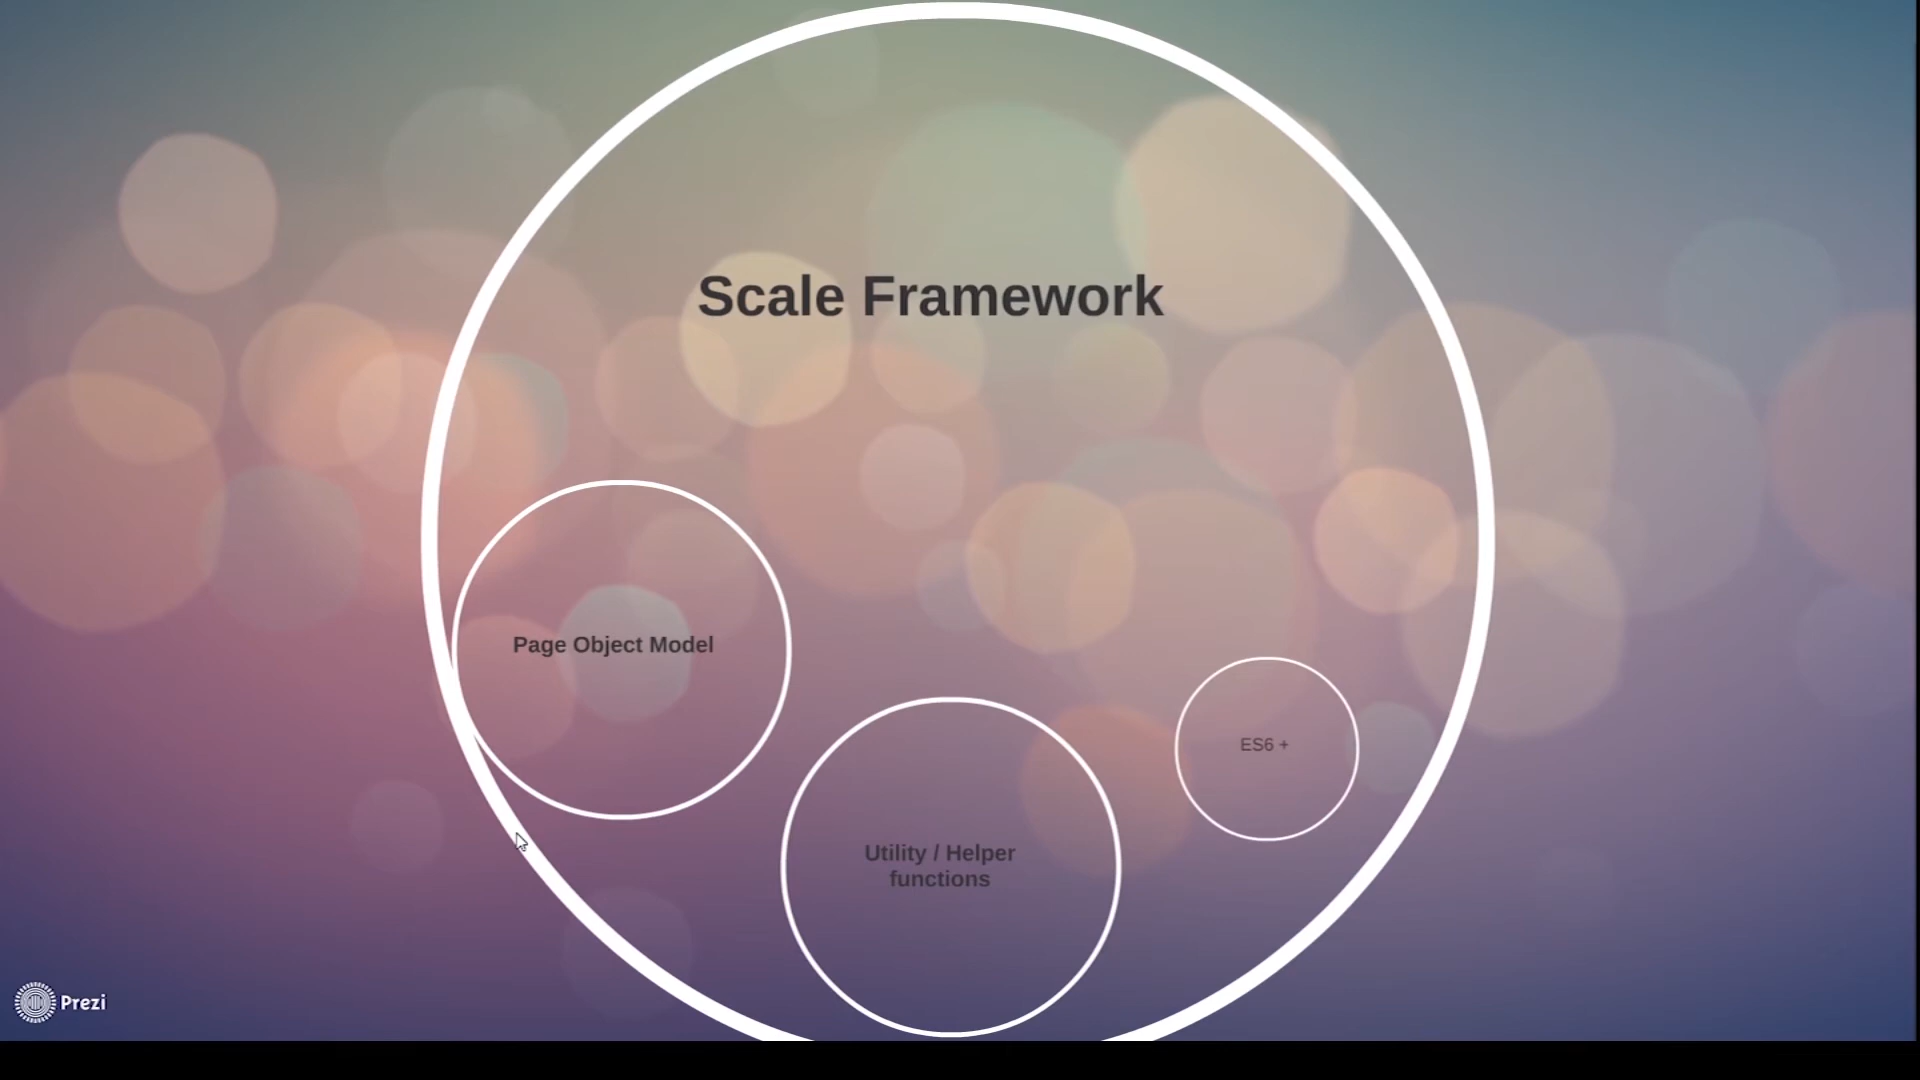 Scale Framework
Page Object Model
ES6 +
Utility / Helper
functions
Prezi